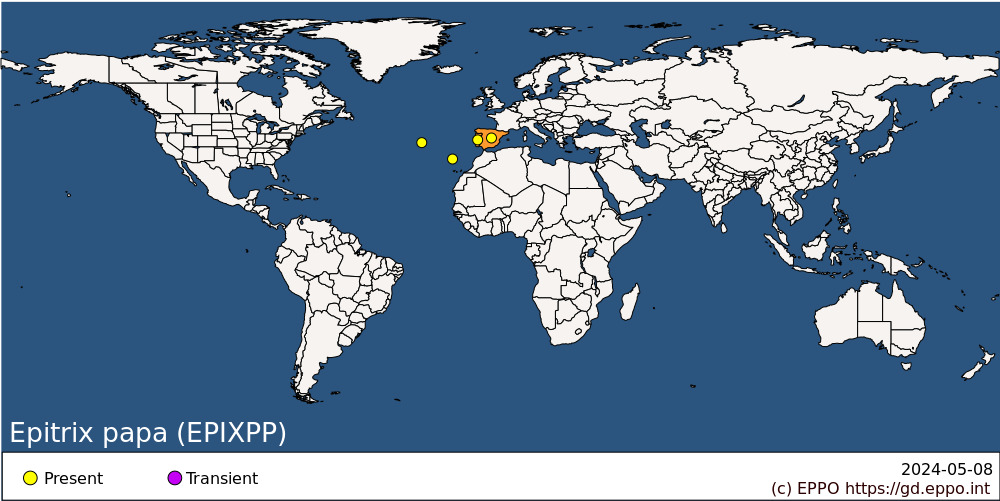 Epitrix papa (EPIXPP)
Present
Transient
2024-05-08
(c) EPPO https://gd.eppo.int